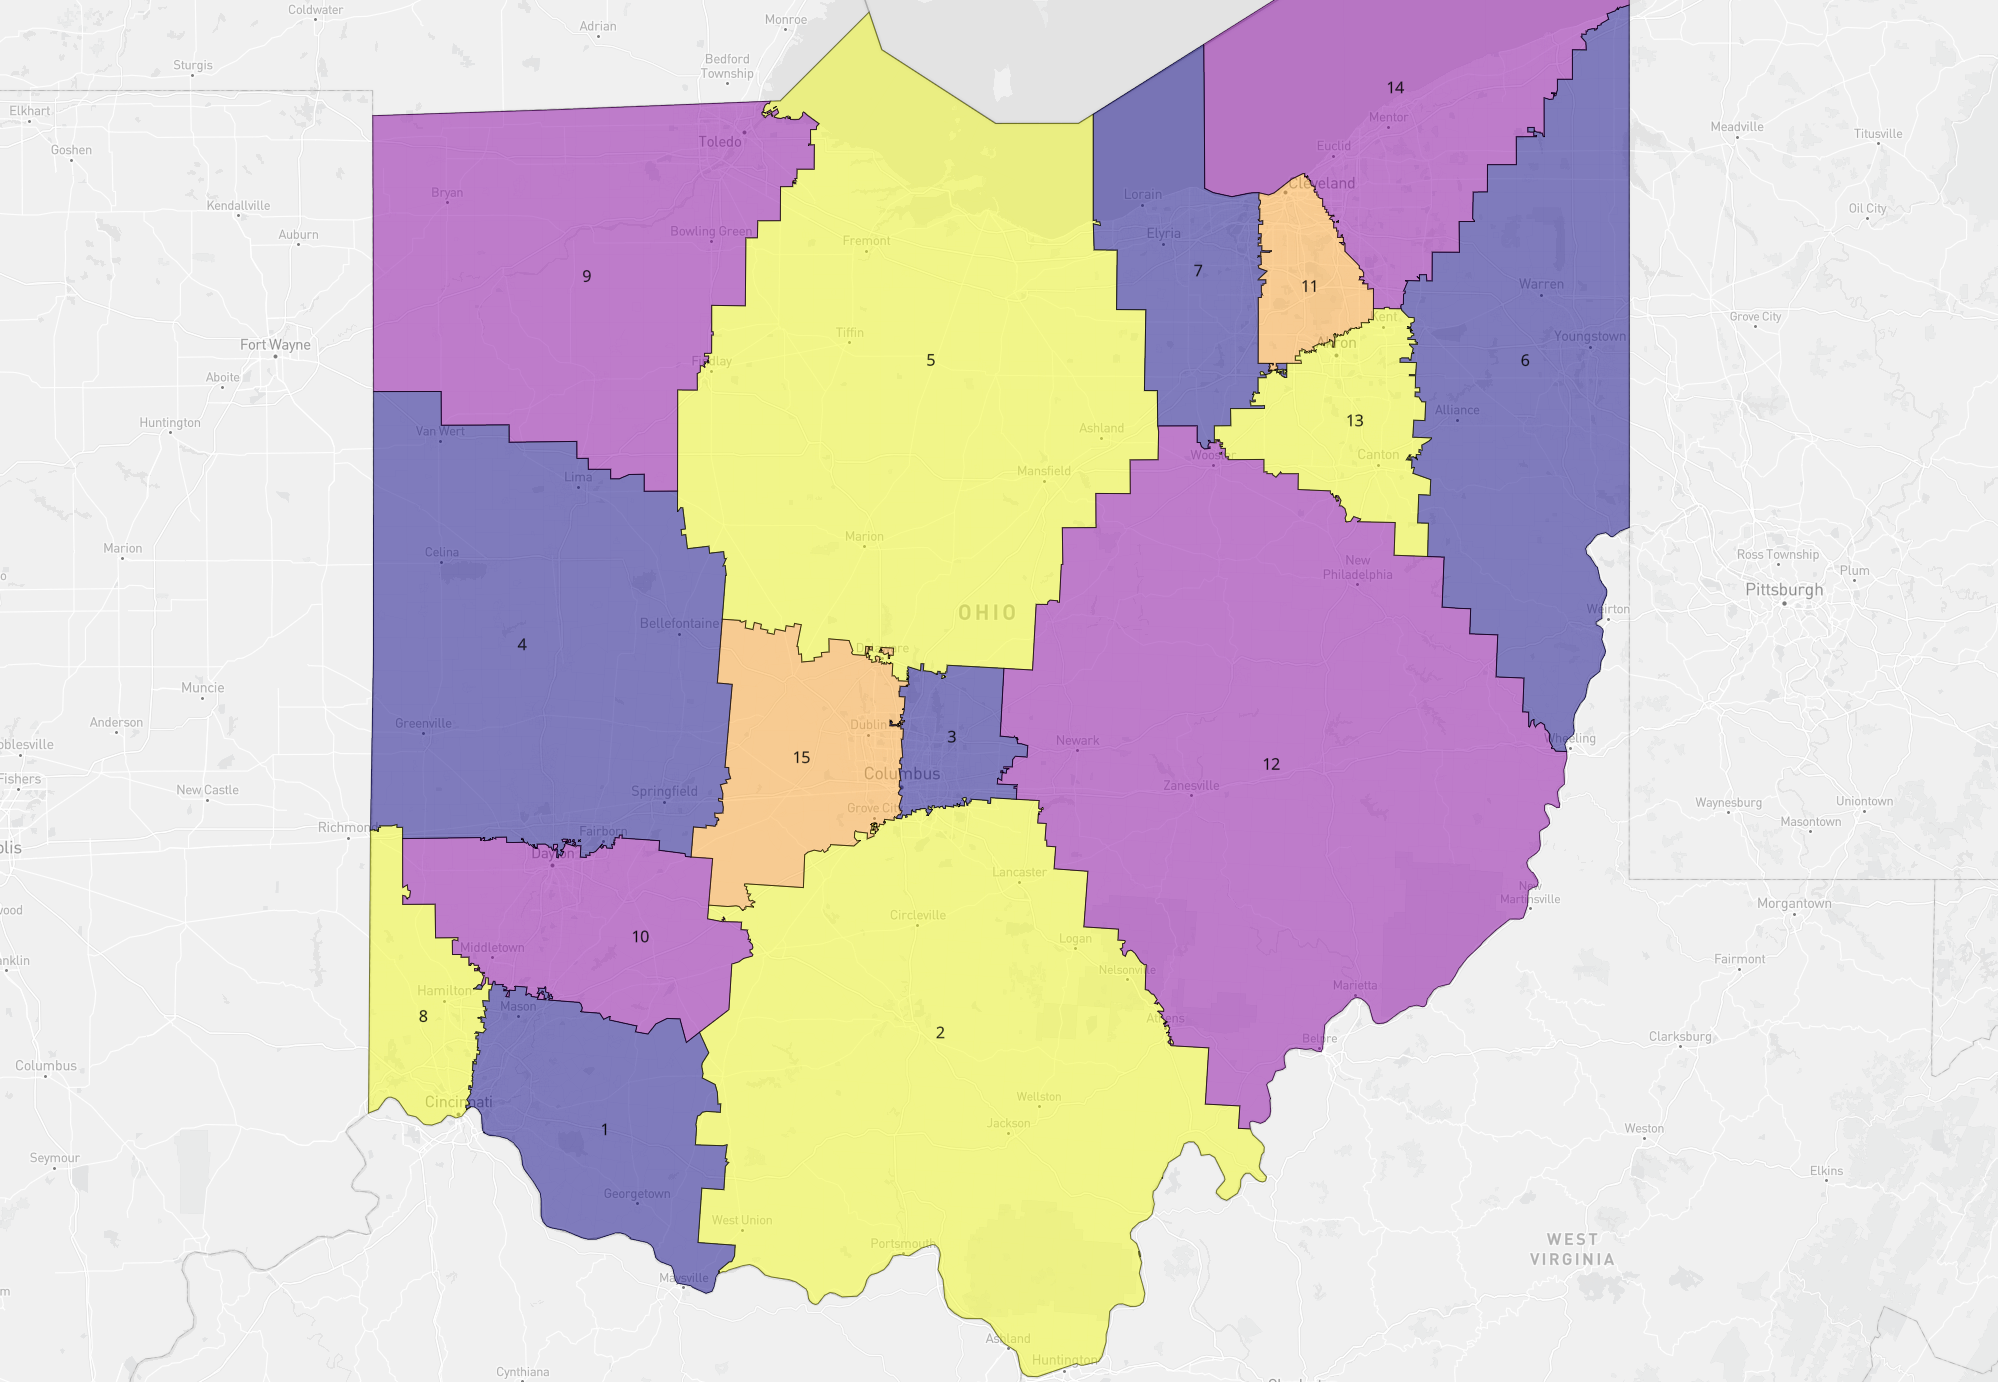 Coldwater
Adrian
Monroe
Sturgis
Bedford
Township
Elkhart
Goshen
Toledo
14
Mentor
Meadville
Titusville
Euclid
Cleveland
Bryan
Kendallville
Lorain
Oil City
Auburn
Bowling Green
Fremont
Elyria
9
7
11
Warren
Grove City
Kent
Fort Wayne
Tiffin
Akron
Youngstown
Findlay
5
6
Aboite
Huntington
Van Wert
Ashland
13
Alliance
Lima
Mansfield
Wooster
Canton
Marion
Celina
Marion
New
Philadelphia
Ross Township
Plum
Pittsburgh
OHIO
Weirton
Bellefontaine
4
Delaware
Muncie
Anderson
Greenville
Dublin
3
Newark
Wheeling
oblesville
15
12
Fishers
Columbus
New Castle
Springfield
Zanesville
Waynesburg
Uniontown
Grove City
Masontown
Richmond
Fairborn
olis
Dayton
Lancaster
New
Martinsville
Morgantown
wood
Circleville
10
Logan
Middletown
anklin
Nelsonville
Fairmont
Hamilton
Mason
Marietta
8
2
Athens
Belpre
Clarksburg
Columbus
Cincinnati
Wellston
1
Jackson
Weston
Seymour
Elkins
Georgetown
West Union
Portsmouth
WEST
VIRGINIA
Maysville
Ashland
Huntington
Cynthiana